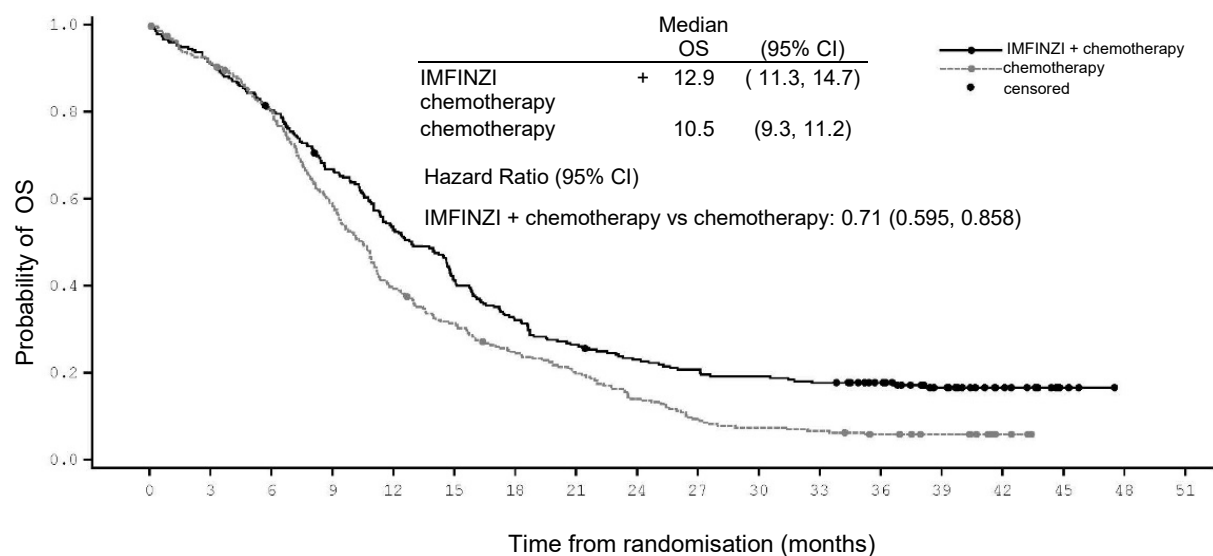 Median
OS (95% CI)
IMFINZI + 12.9 ( 11.3, 14.7)
chemotherapy
chemotherapy 10.5 (9.3, 11.2)
Hazard Ratio (95% CI)
IMFINZI + chemotherapy vs chemotherapy: 0.71 (0.595, 0.858)
IMFINZI + chemotherapy
chemotherapy
censored
Probability of OS
1.0
0.8
0.6
0.4
0.2
0.0
0 3 6 9 12 15 18 21 24 27 30 33 36 39 42 45 48 51
Time from randomisation (months)